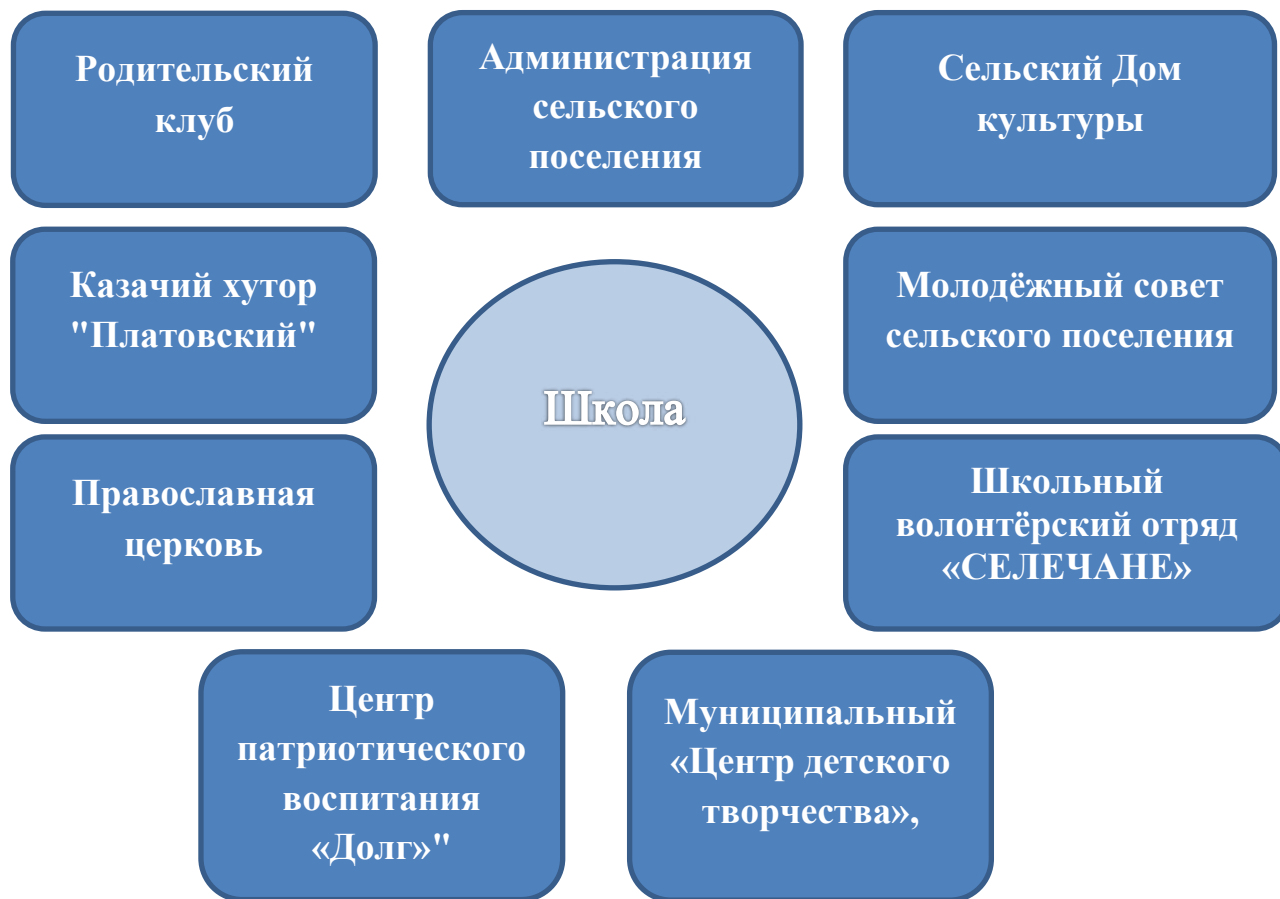 Родительский
клуб
Администрация
сельского
поселения
Сельский Дом
культуры
Казачий хутор
"Платовский"
Школа
Молодёжный совет
сельского поселения
Православная
церковь
Школьный
волонтёрский отряд
«СЕЛЕЧАНЕ»
Центр
патриотического
воспитания
«Долг»"
Муниципальный
«Центр детского
творчества»,